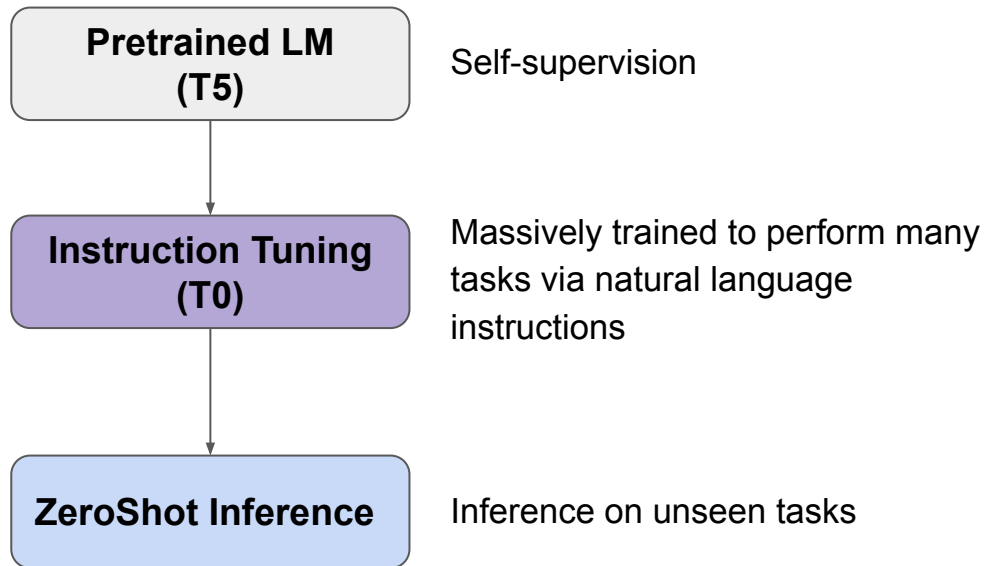 Pretrained LM
(T5)
Self-supervision
Instruction Tuning
(T0)
Massively trained to perform many
tasks via natural language
instructions
ZeroShot Inference
Inference on unseen tasks